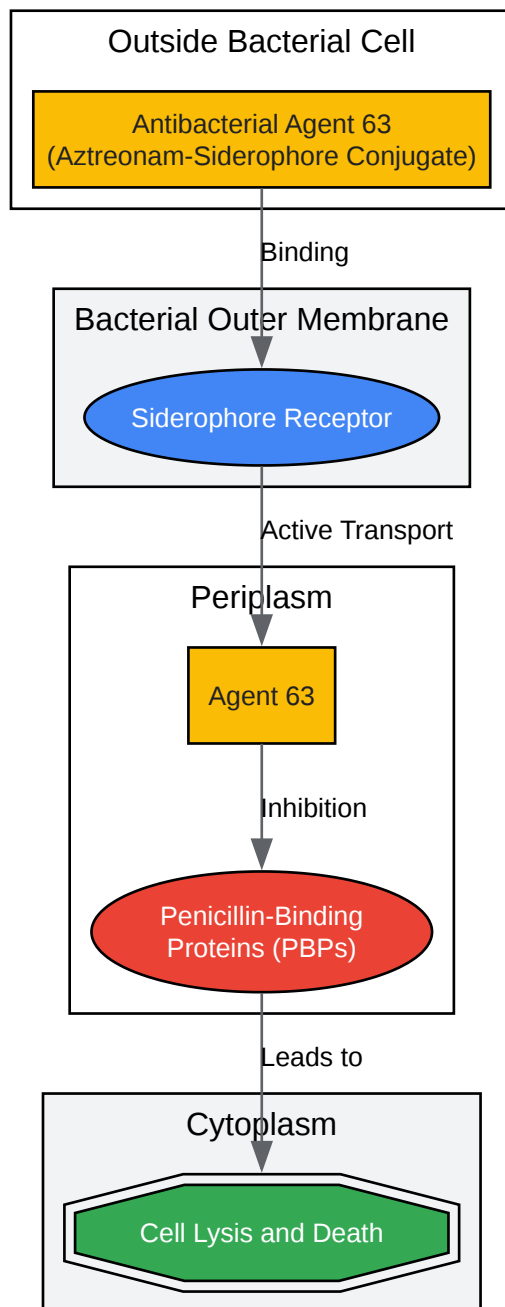 Outside Bacterial Cell
Antibacterial Agent 63
(Aztreonam-Siderophore Conjugate)
Binding
Bacterial Outer Membrane
Siderophore Receptor
Active Transport
Periplasm
Agent 63
Inhibition
Penicillin-Binding
Proteins (PBPs)
Leads to
Cytoplasm
Cell Lysis and Death